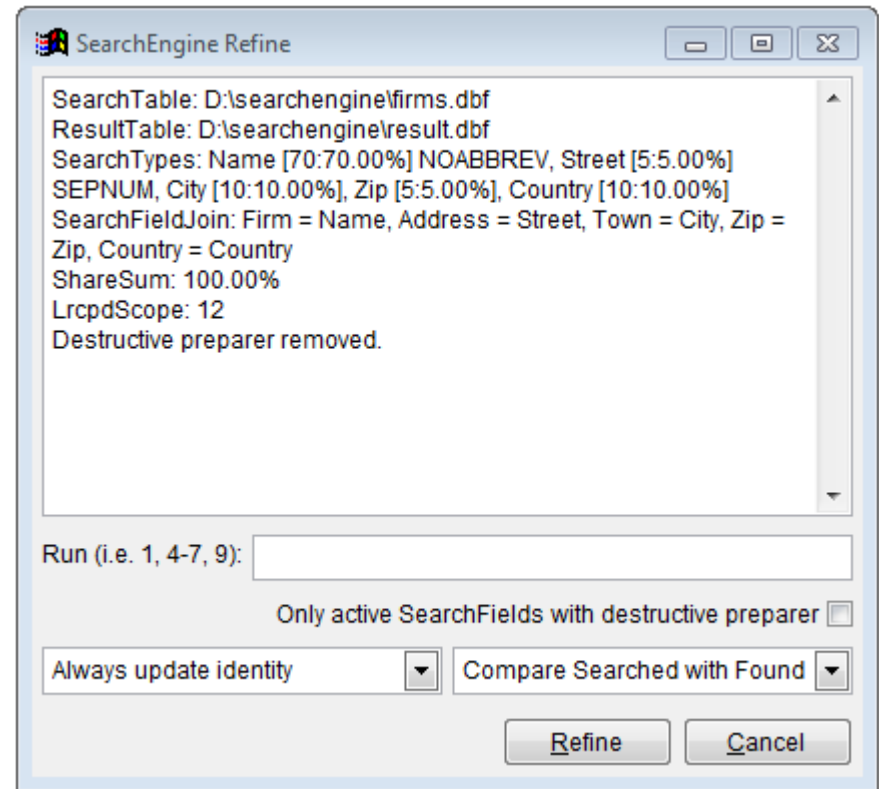 SearchEngine Refine
SearchTable: D:\searchengine\firms.dbf
ResultTable: D:\searchengine\result.dbf
SearchTypes: Name [70:70.00%] NOABBREV, Street [5:5.00%]
SEPNUM, City [10:10.00%], Zip [5:5.00%], Country [10:10.00%]
SearchFieldJoin: Firm = Name, Address = Street, Town = City, Zip =
Zip, Country = Country
ShareSum: 100.00%
LrcpdScope: 12
Destructive preparer removed.
Run (i.e. 1, 4-7, 9):
Only active SearchFields with destructive preparer
Always update identity Compare Searched with Found
Refine Cancel